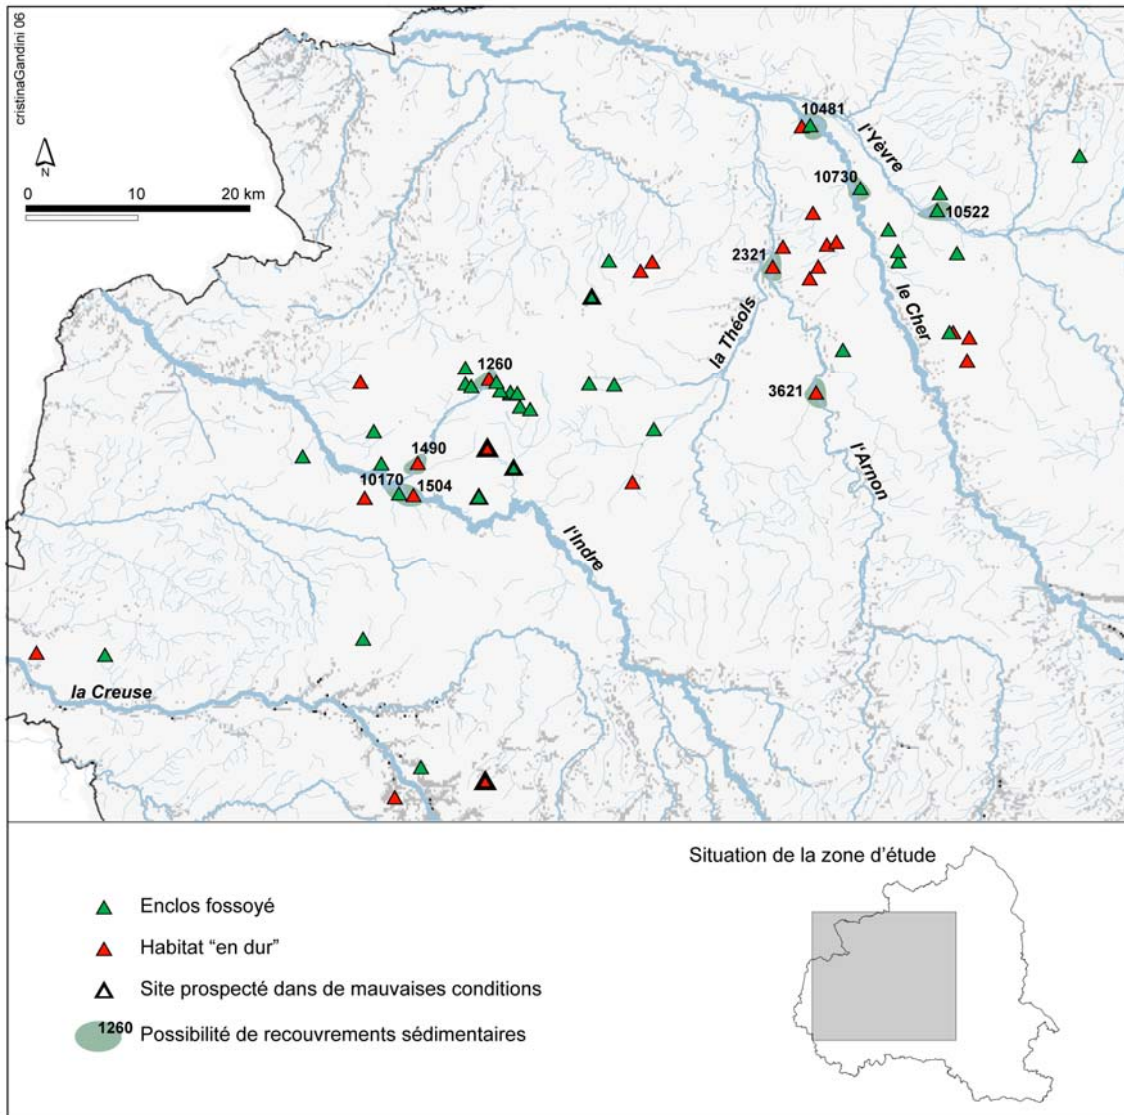 cristinaGandini 06
N
0 10 20 km
10481
l'Yèvre
10730
10522
2321
la Théols
le Cher
1260
3621
1490
l'Arnon
10170
1504
l'Indre
la Creuse
Situation de la zone d'étude
Enclos fossoyé
Habitat "en dur"
Site prospecté dans de mauvaises conditions
1260 Possibilité de recouvrements sédimentaires